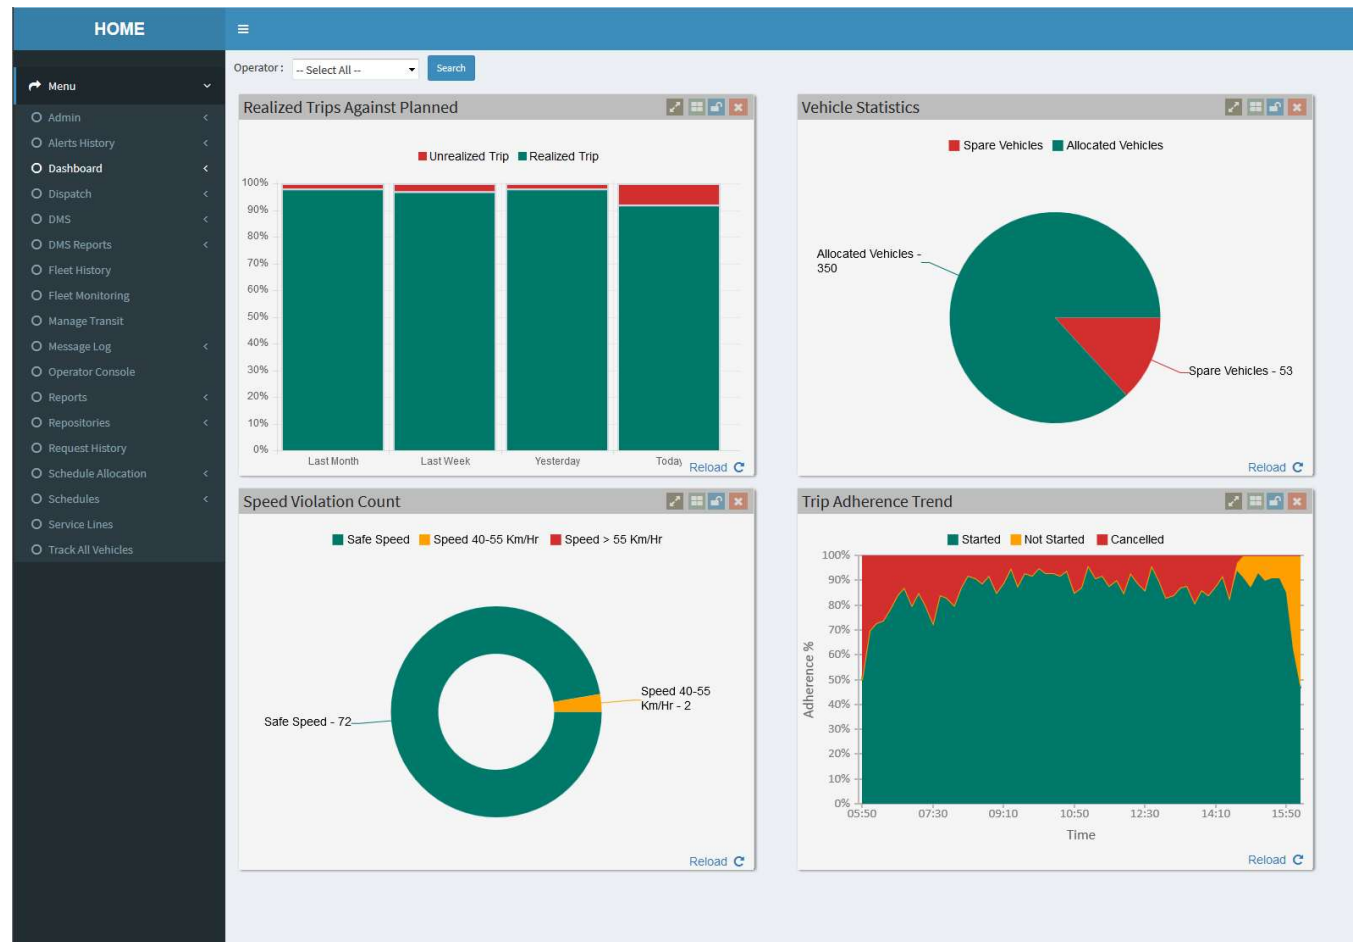 HOME
Operator :
-- Select All --
Search
Menu
Admin
Alerts History
Dashboard
Dispatch
DMS
DMS Reports
Fleet History
Fleet Monitoring
Manage Transit
Message Log
Operator Console
Reports
Repositories
Request History
Schedule Allocation
Schedules
Service Lines
Track All Vehicles
Realized Trips Against Planned
Unrealized Trip Realized Trip
100%
90%
80%
70%
60%
50%
40%
30%
20%
10%
0%
Last Month Last Week Yesterday Today
Reload
Vehicle Statistics
Spare Vehicles Allocated Vehicles
Allocated Vehicles -
350
Spare Vehicles - 53
Reload
Speed Violation Count
Safe Speed Speed 40-55 Km/Hr Speed > 55 Km/Hr
Speed 40-55
Km/Hr - 2
Safe Speed - 72
Reload
Trip Adherence Trend
Started Not Started Cancelled
100%
90%
80%
70%
60%
50%
40%
30%
20%
10%
0%
Adherence %
05:50 07:30 09:10 10:50 12:30 14:10 15:50
Time
Reload